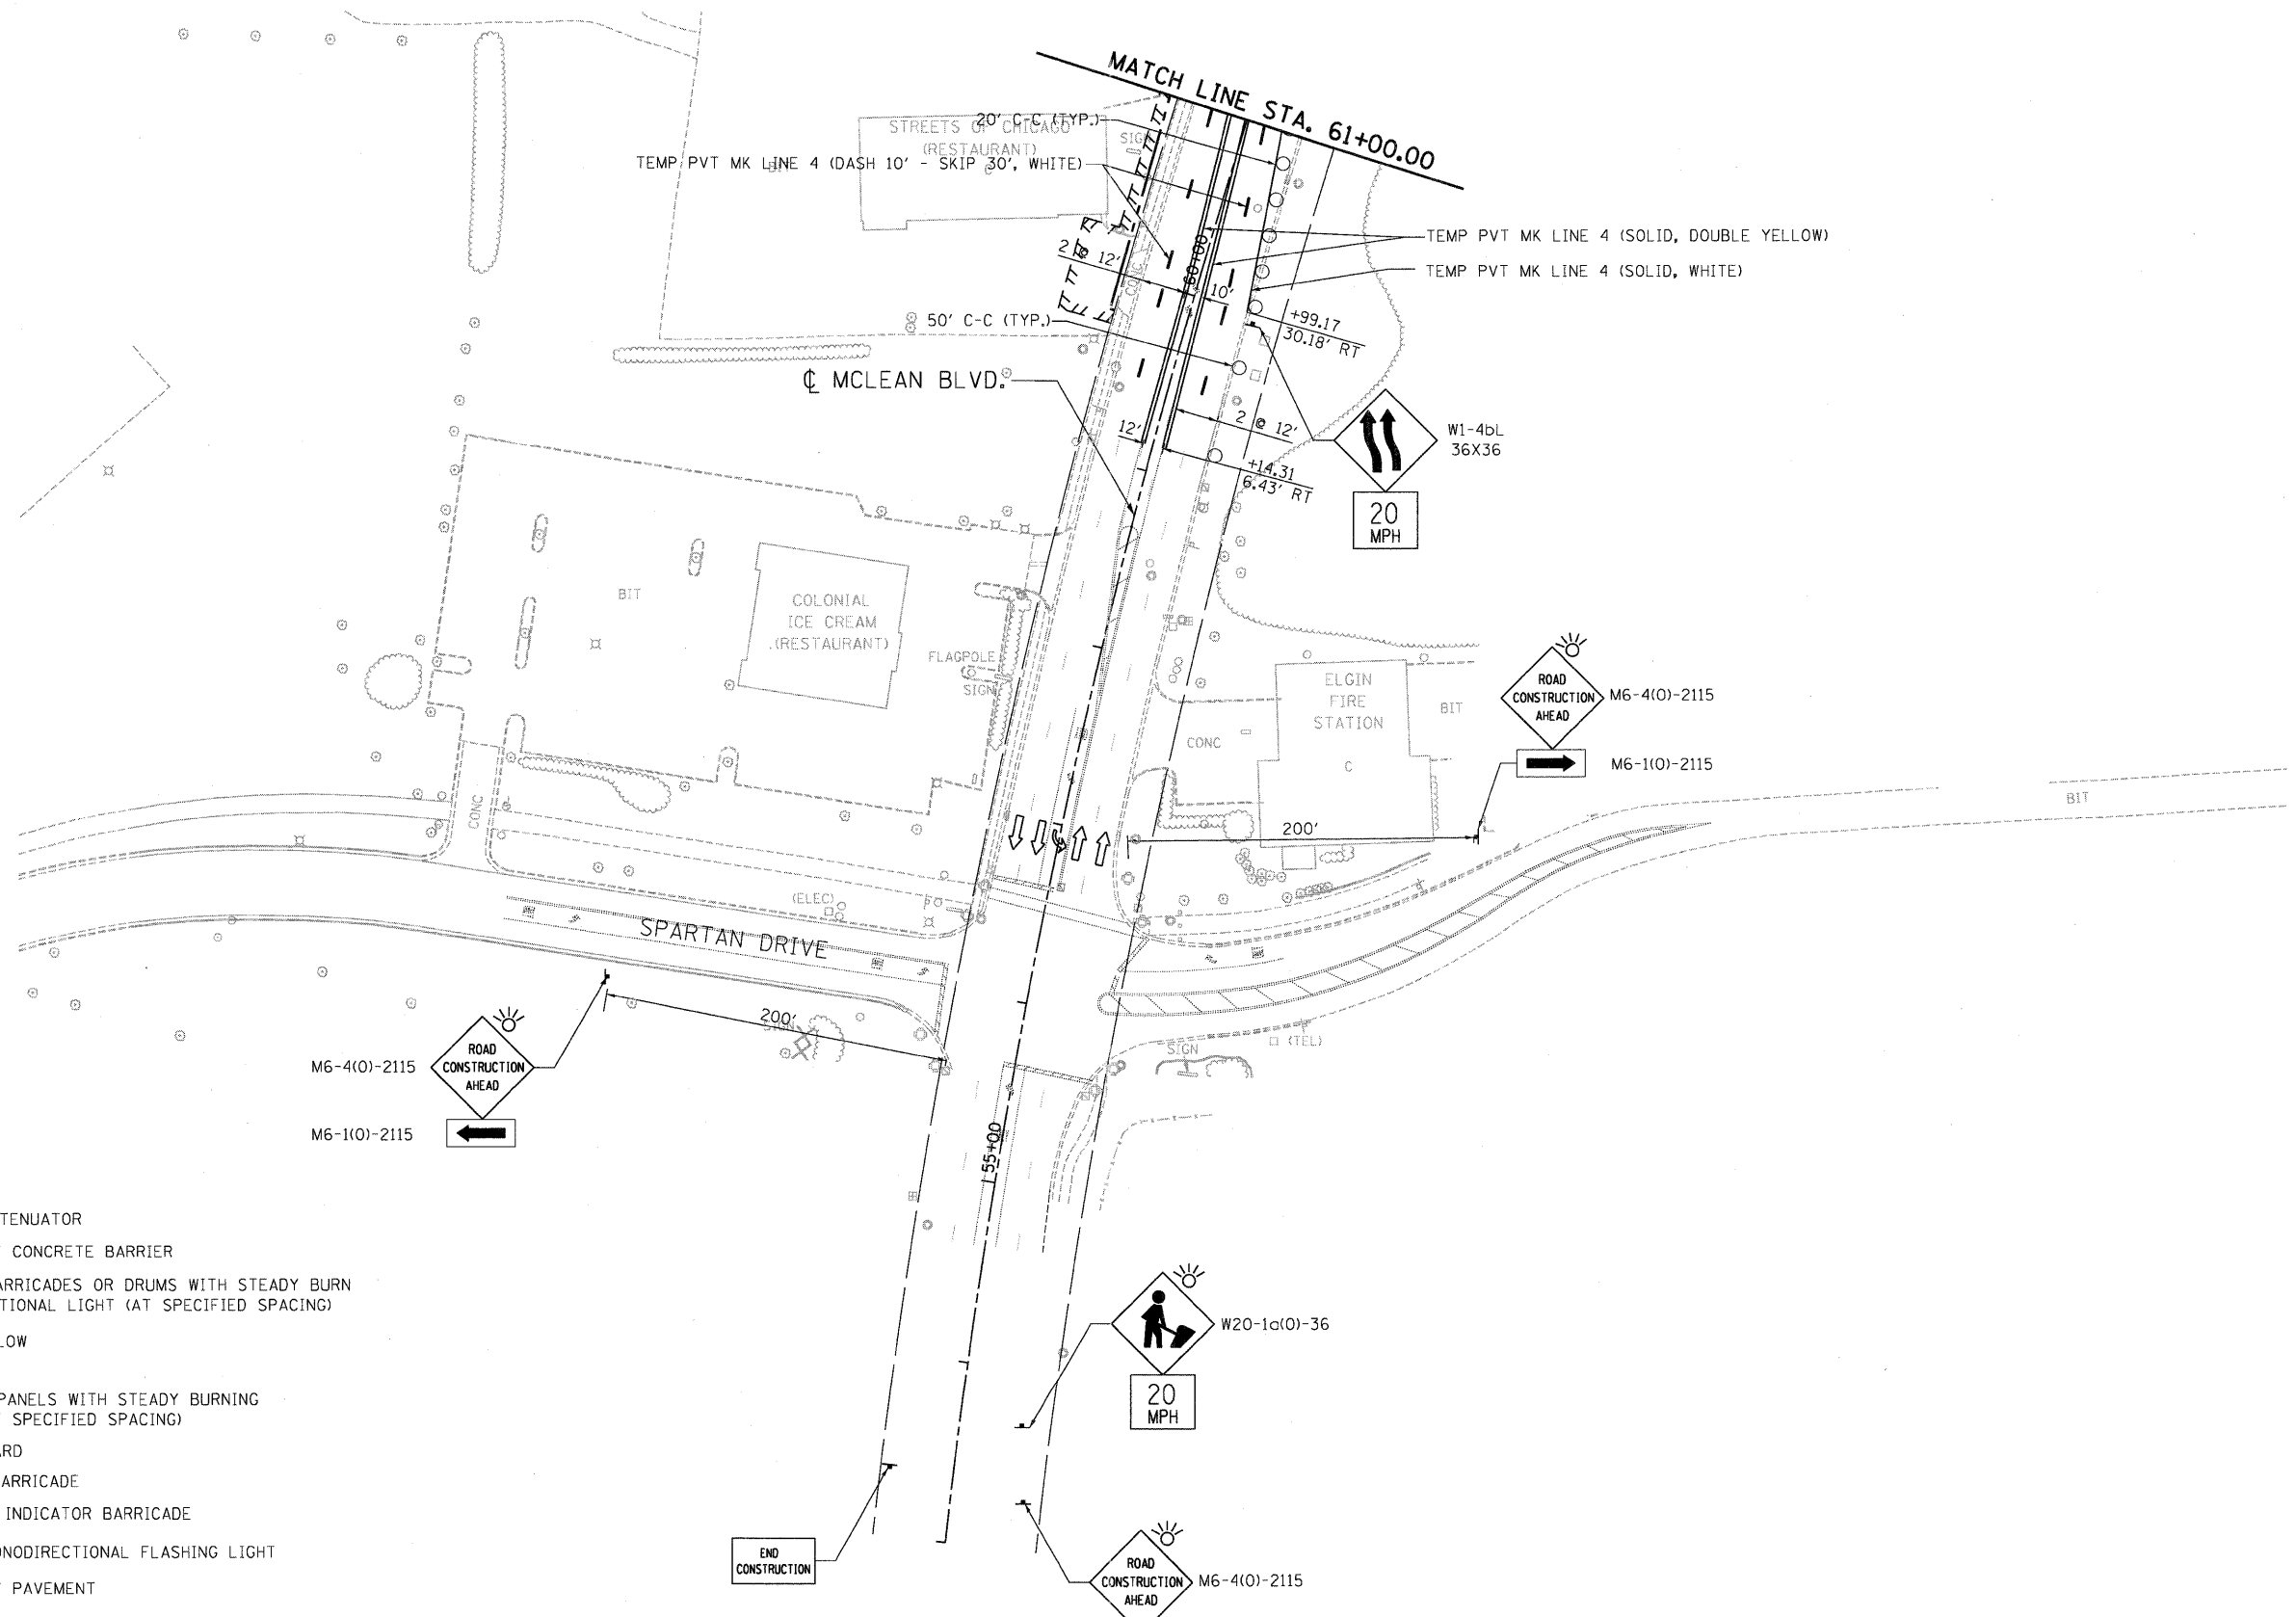 MATCH LINE STA. 61+00.00
20' C-C (TYP.)
STREETS OF CHICAGO
(RESTAURANT)
SIGN
TEMP PVT MK LINE 4 (DASH 10' - SKIP 30', WHITE)
BIT
TEMP PVT MK LINE 4 (SOLID, DOUBLE YELLOW)
TEMP PVT MK LINE 4 (SOLID, WHITE)
2 @ 12'
CONC
60+00
10'
50' C-C (TYP.)
+99.17
30.18' RT
℄ MCLEAN BLVD.
12'
2 @ 12'
+14.31
6.43' RT
W1-4bL
36X36
20
MPH
BIT
COLONIAL
ICE CREAM
(RESTAURANT)
FLAGPOLE
SIGN
ELGIN
FIRE
STATION
C
CONC
BIT
ROAD
CONSTRUCTION
AHEAD
M6-4(O)-2115
M6-1(O)-2115
BIT
200'
CONC
(ELEC)
SPARTAN DRIVE
200'
SIGN
SIGN
(TEL)
ROAD
CONSTRUCTION
AHEAD
M6-4(O)-2115
M6-1(O)-2115
55+00
TENUATOR
CONCRETE BARRIER
ARRICADES OR DRUMS WITH STEADY BURN
TIONAL LIGHT (AT SPECIFIED SPACING)
LOW
PANELS WITH STEADY BURNING
SPECIFIED SPACING)
ARD
ARRICADE
INDICATOR BARRICADE
ONODIRECTIONAL FLASHING LIGHT
PAVEMENT
W20-1a(O)-36
20
MPH
END
CONSTRUCTION
ROAD
CONSTRUCTION
AHEAD
M6-4(O)-2115